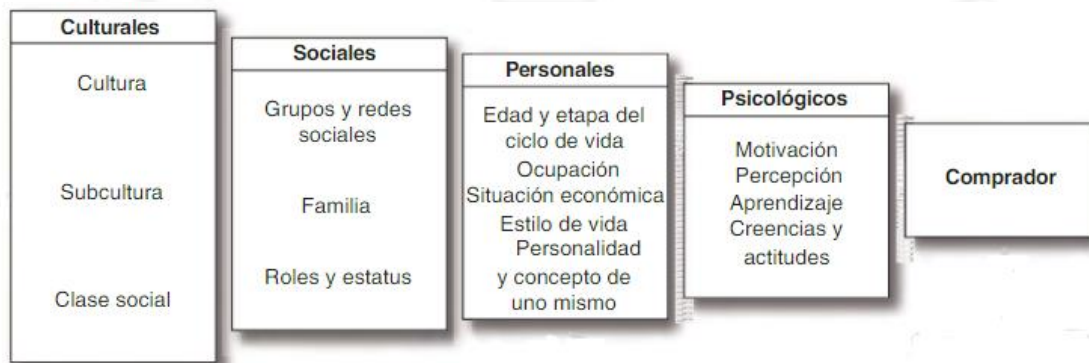 Culturales
Cultura
Subcultura
Clase social
Sociales
Grupos y redes
sociales
Familia
Roles y estatus
Personales
Edad y etapa del
ciclo de vida
Ocupación
Situación económica
Estilo de vida
Personalidad
y concepto de
uno mismo
Psicológicos
Motivación
Percepción
Aprendizaje
Creencias y
actitudes
Comprador